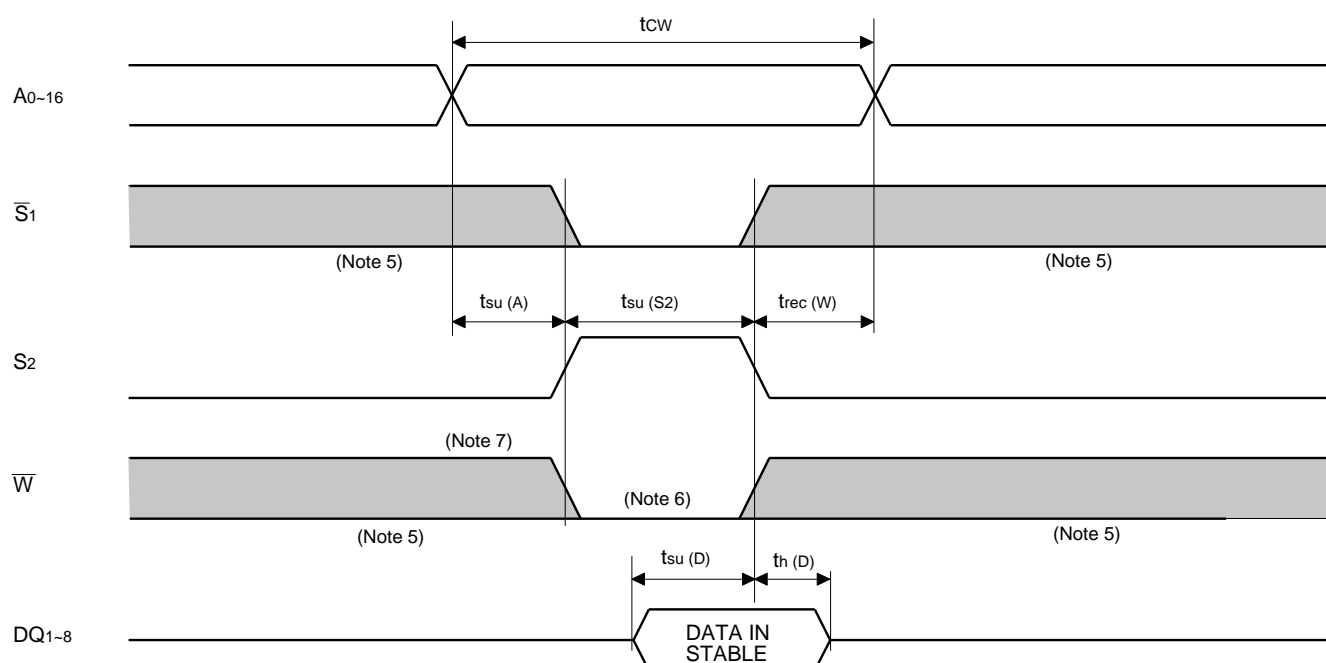 tCW
A0~16
S̅1
(Note 5) (Note 5)
tsu (A) tsu (S2) trec (W)
S2
(Note 7)
W̅
(Note 6)
(Note 5) (Note 5)
tsu (D) th (D)
DQ1~8
DATA IN
STABLE